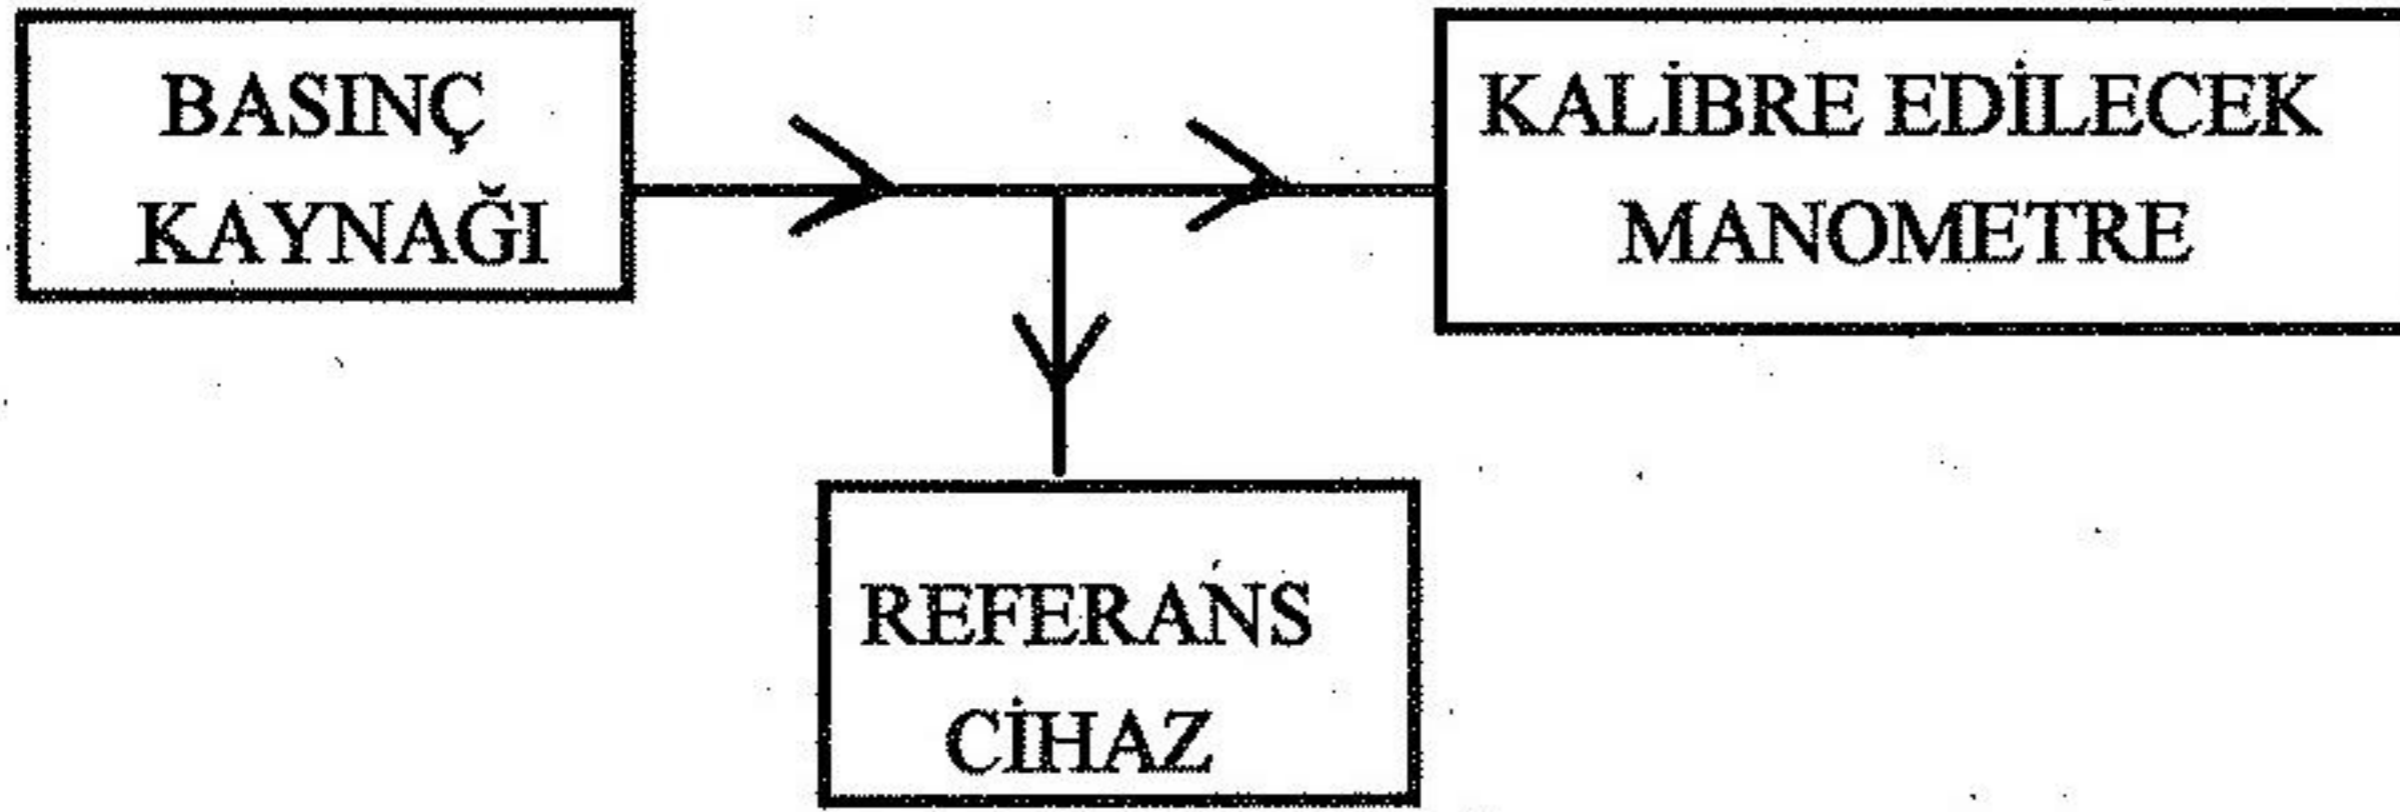 BASINÇ
KAYNAĞI
KALİBRE EDİLECEK
MANOMETRE
REFERANS
CİHAZ